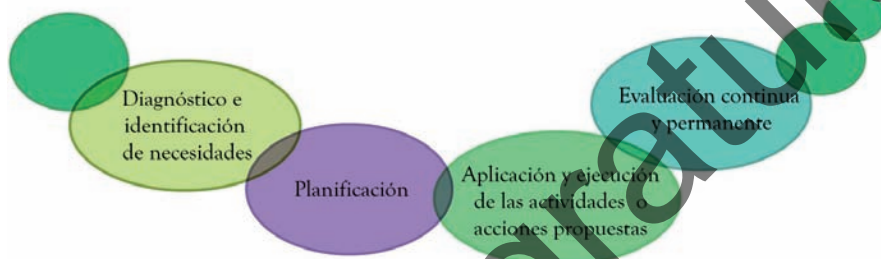 Diagnóstico e
identificación
de necesidades
Planificación
Aplicación y ejecución
de las actividades o
acciones propuestas
Evaluación continua
y permanente